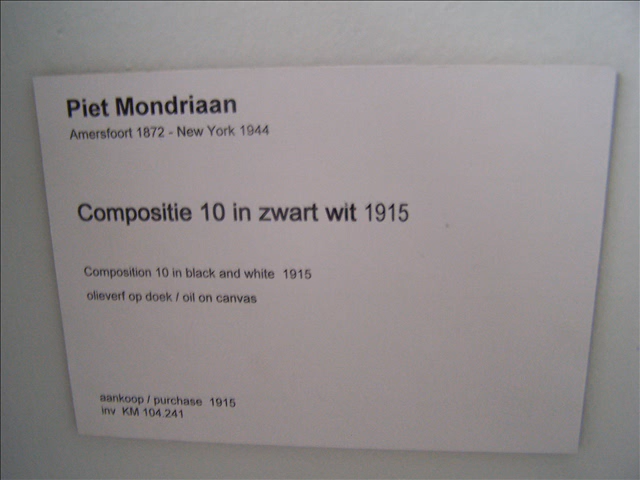 Piet Mondriaan
Amersfoort 1872 - New York 1944
Compositie 10 in zwart wit 1915
Composition 10 in black and white 1915
olieverf op doek / oil on canvas
aankoop / purchase 1915
inv KM 104.241